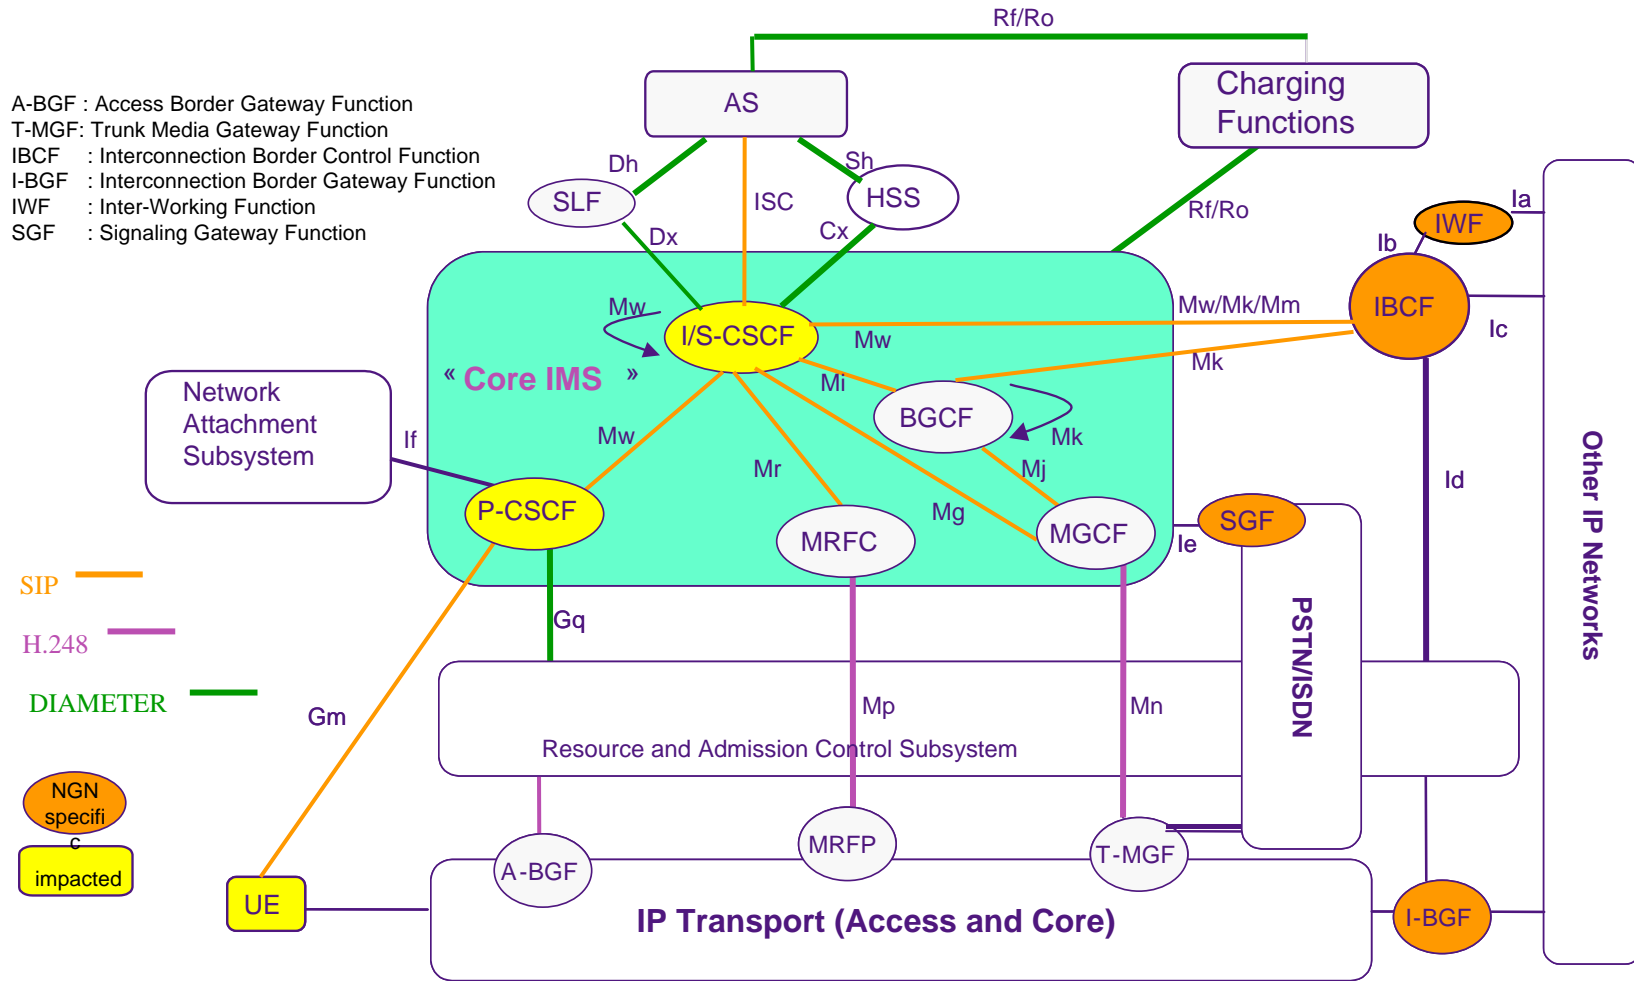 Rf/Ro
AS
Charging
Functions
A-BGF : Access Border Gateway Function
T-MGF: Trunk Media Gateway Function
IBCF : Interconnection Border Control Function
I-BGF : Interconnection Border Gateway Function
IWF : Inter-Working Function
SGF : Signaling Gateway Function
Dh
Sh
SLF
ISC
HSS
Rf/Ro
Ia
IWF
Dx
Cx
Ib
Mw
I/S-CSCF
Mw/Mk/Mm
IBCF
Mw
Ic
Mk
« Core IMS »
Mi
Network
Attachment
Subsystem
If
BGCF
Mk
Mw
Mr
Mj
Id
Other IP Networks
P-CSCF
Mg
MRFC
MGCF
Ie
SGF
SIP
H.248
DIAMETER
Gq
PSTN/ISDN
Gm
Mp
Mn
Resource and Admission Control Subsystem
NGN
specifi
c
impacted
A-BGF
MRFP
T-MGF
UE
IP Transport (Access and Core)
I-BGF